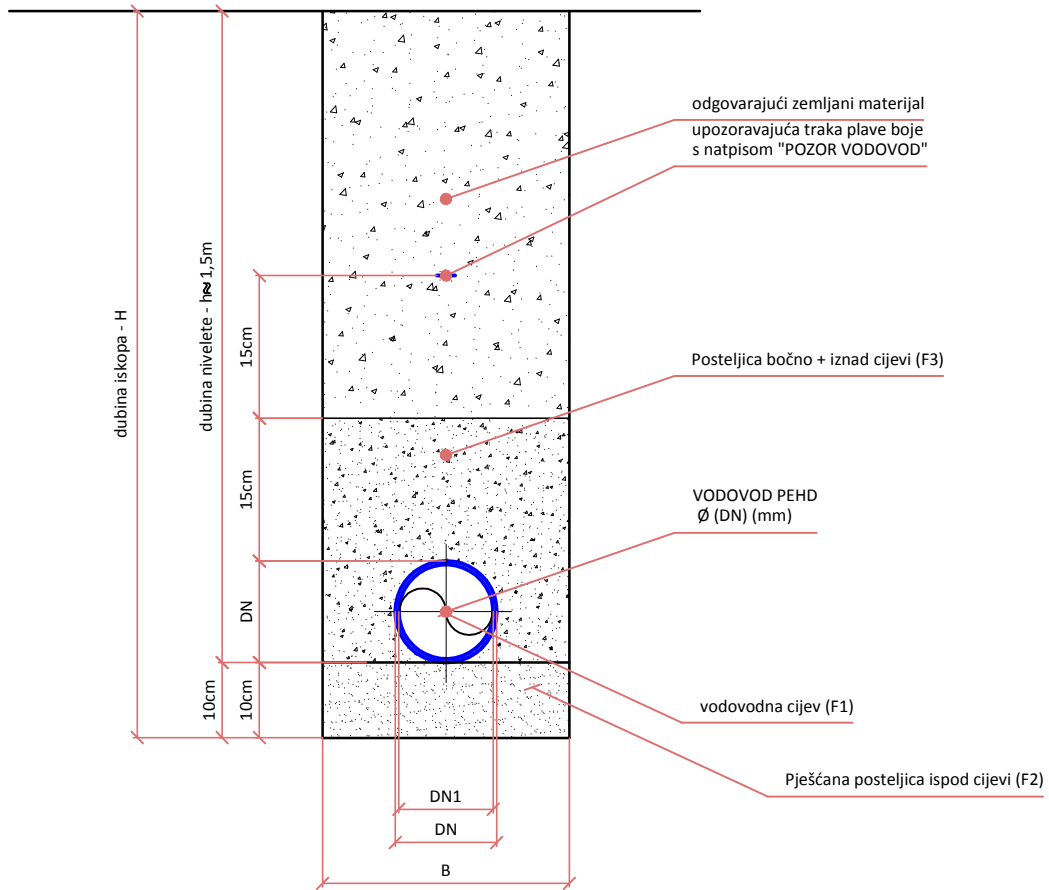 odgovarajući zemljani materijal
upozoravajuća traka plave boje
s natpisom "POZOR VODOVOD"
dubina iskopa - H
dubina nivelete - h≈1,5m
15cm
Posteljica bočno + iznad cijevi (F3)
15cm
VODOVOD PEHD
Ø (DN) (mm)
DN
10cm
10cm
vodovodna cijev (F1)
Pješčana posteljica ispod cijevi (F2)
DN1
DN
B